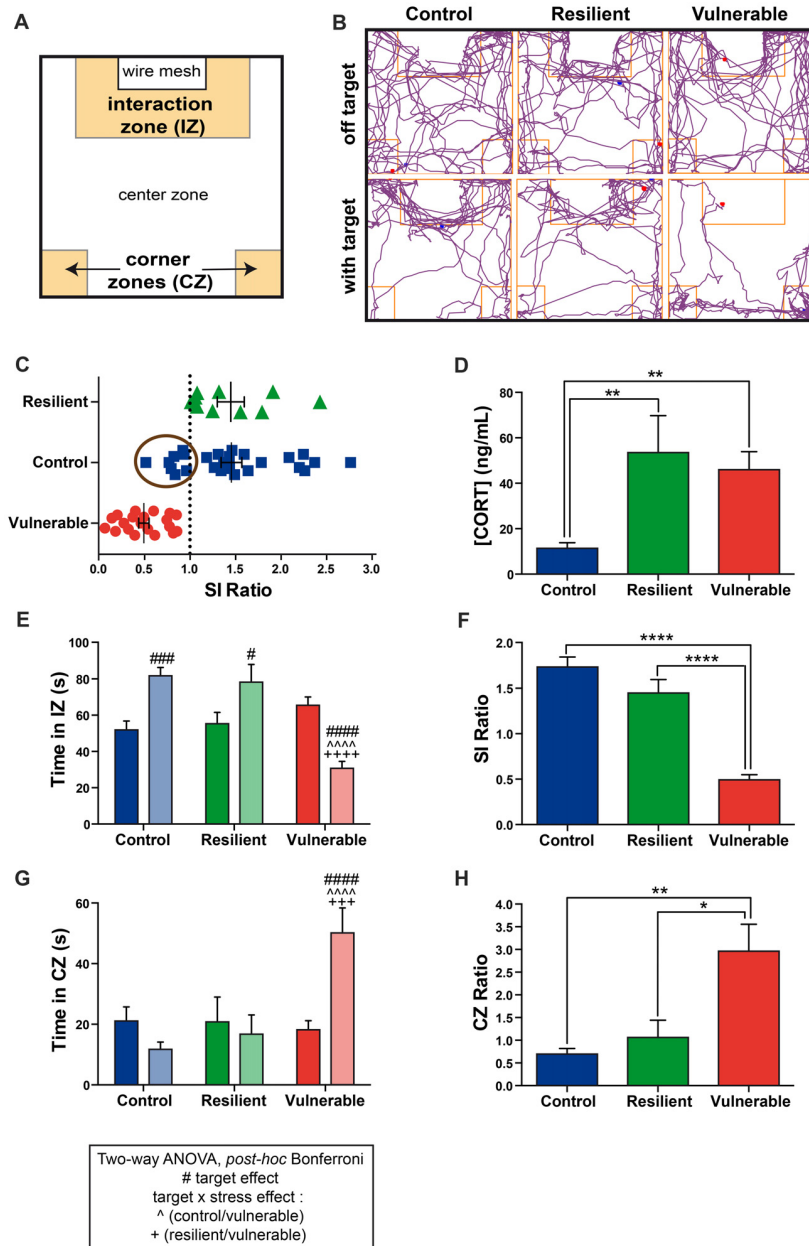 A
wire mesh
interaction
zone (IZ)
center zone
corner
zones (CZ)
B
Control
Resilient
Vulnerable
off target
with target
C
Resilient
Control
Vulnerable
0.0
0.5
1.0
1.5
2.0
2.5
3.0
SI Ratio
D
[CORT] (ng/mL)
80
60
40
20
0
**
**
Control
Resilient
Vulnerable
E
Time in IZ (s)
100
80
60
40
20
0
###
#
####
^^^^
++++
Control
Resilient
Vulnerable
F
SI Ratio
2.0
1.5
1.0
0.5
0.0
****
****
Control
Resilient
Vulnerable
G
Time in CZ (s)
60
40
20
0
####
^^^^
+++
Control
Resilient
Vulnerable
H
CZ Ratio
4.0
3.5
3.0
2.5
2.0
1.5
1.0
0.5
0.0
**
*
Control
Resilient
Vulnerable
Two-way ANOVA, post-hoc Bonferroni
# target effect
target x stress effect :
^ (control/vulnerable)
+ (resilient/vulnerable)